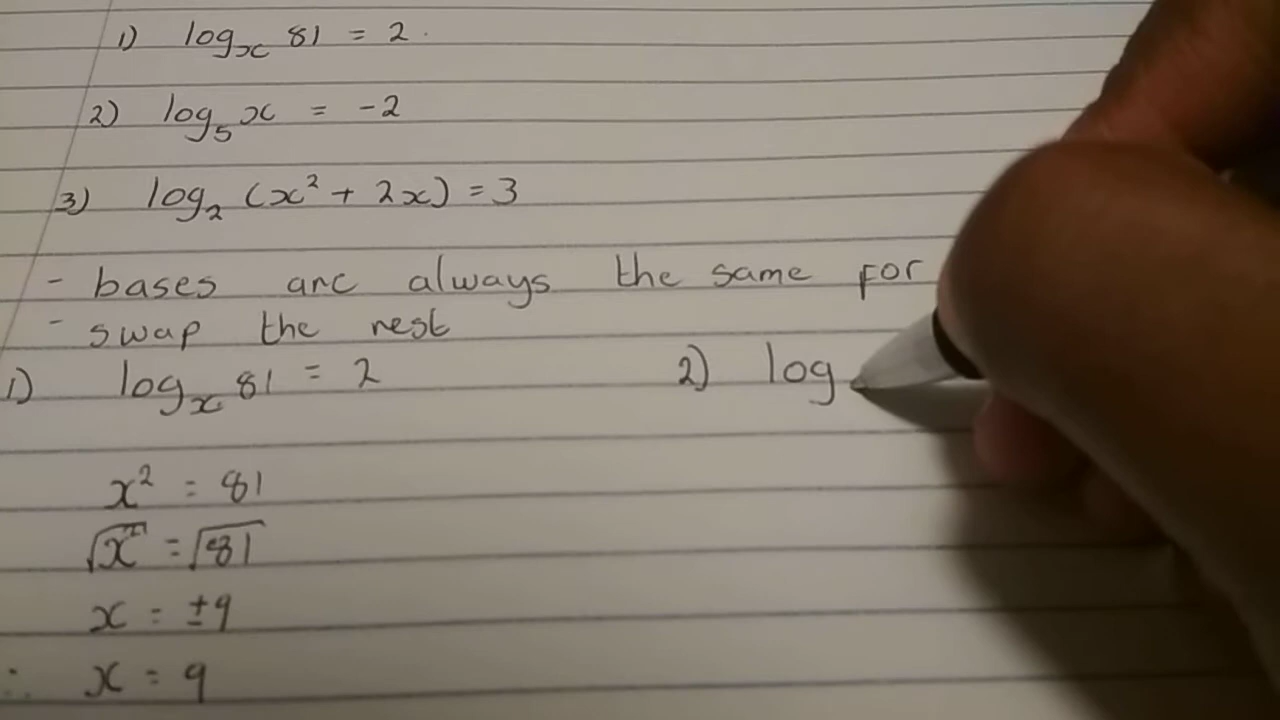 1) logₓ 81 = 2.
2) log₅ x = -2
3) log₂ (x² + 2x) = 3
- bases are always the same for
- swap the rest
1) logₓ 81 = 2
2) log
x² = 81
√x² = √81
x = ±9
∴ x = 9